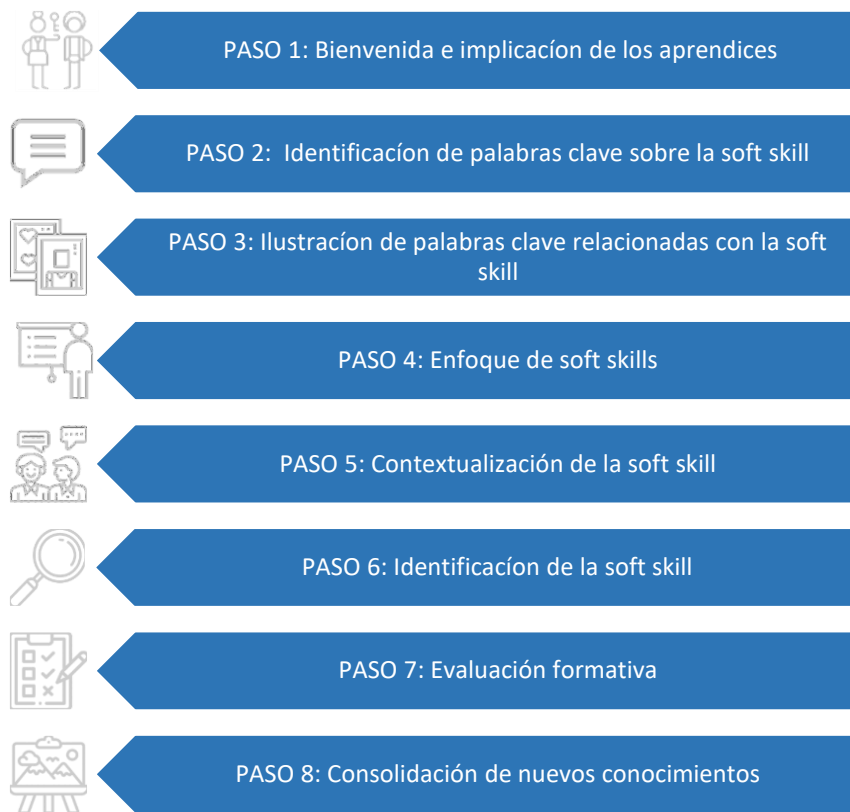 PASO 1: Bienvenida e implicacíon de los aprendices
PASO 2:  Identificacíon de palabras clave sobre la soft skill
PASO 3: Ilustracíon de palabras clave relacionadas con la soft
skill
PASO 4: Enfoque de soft skills
PASO 5: Contextualización de la soft skill
PASO 6: Identificacíon de la soft skill
PASO 7: Evaluación formativa
PASO 8: Consolidación de nuevos conocimientos